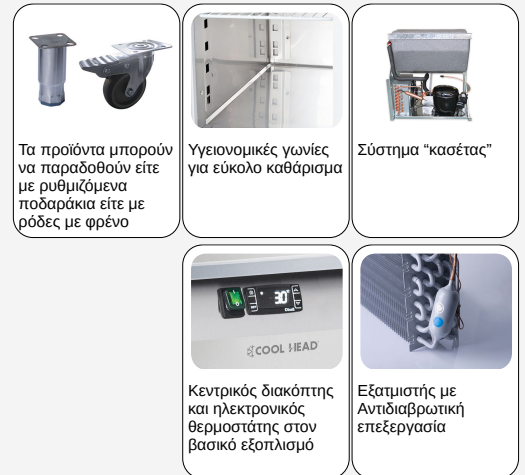 Τα προϊόντα μπορούν
να παραδοθούν είτε
με ρυθμιζόμενα
ποδαράκια είτε με
ρόδες με φρένο
Υγειονομικές γωνίες
για εύκολο καθάρισμα
Σύστημα “κασέτας”
30°
Dixell
COOL HEAD
Κεντρικός διακόπτης
και ηλεκτρονικός
θερμοστάτης στον
βασικό εξοπλισμό
Εξατμιστής με
Αντιδιαβρωτική
επεξεργασία